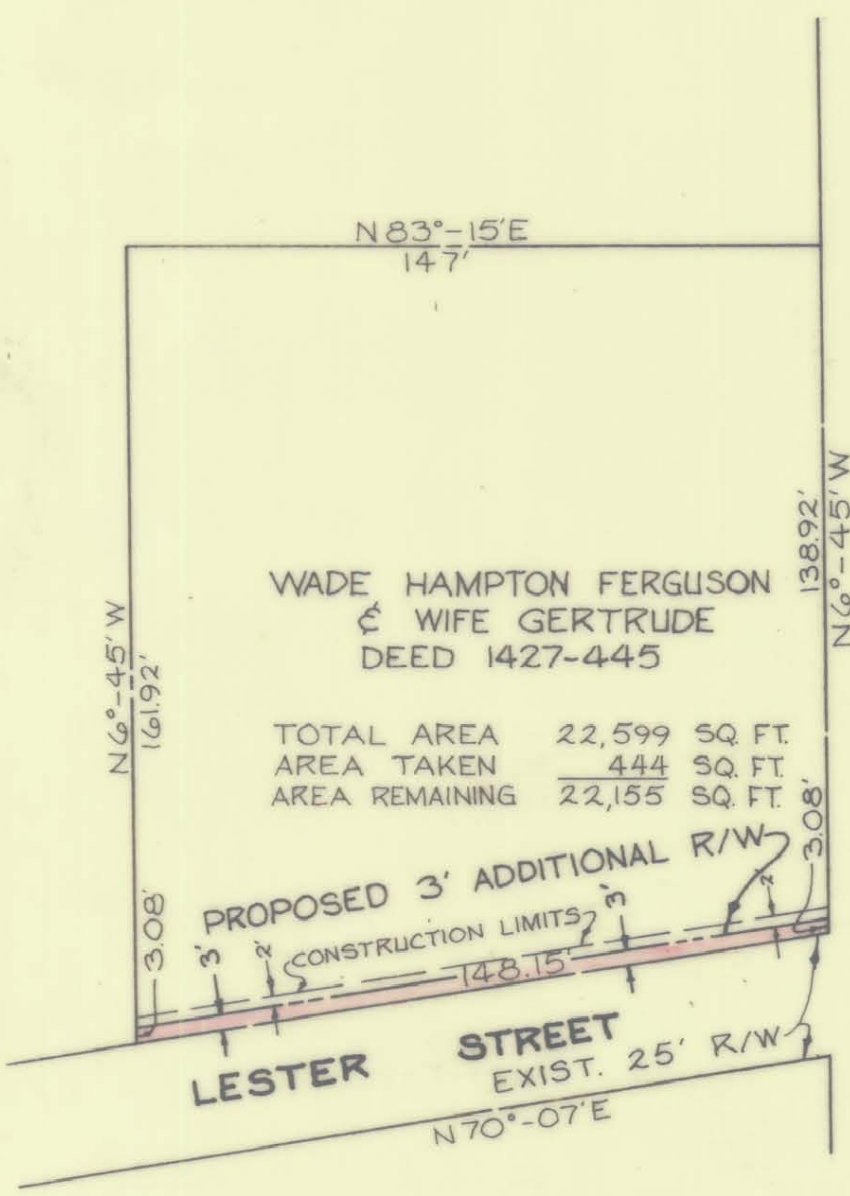 N 83°-15'E
147'
138.92'
N 6°-45' W
WADE HAMPTON FERGUSON
& WIFE GERTRUDE
DEED 1427-445
N 6°-45' W
161.92'
TOTAL AREA 22,599 SQ. FT.
AREA TAKEN 444 SQ. FT.
AREA REMAINING 22,155 SQ. FT.
3.08'
PROPOSED 3' ADDITIONAL R/W
2'
3.08'
3'
2'
CONSTRUCTION LIMITS
3'
148.15'
LESTER STREET
EXIST. 25' R/W
N 70°-07'E